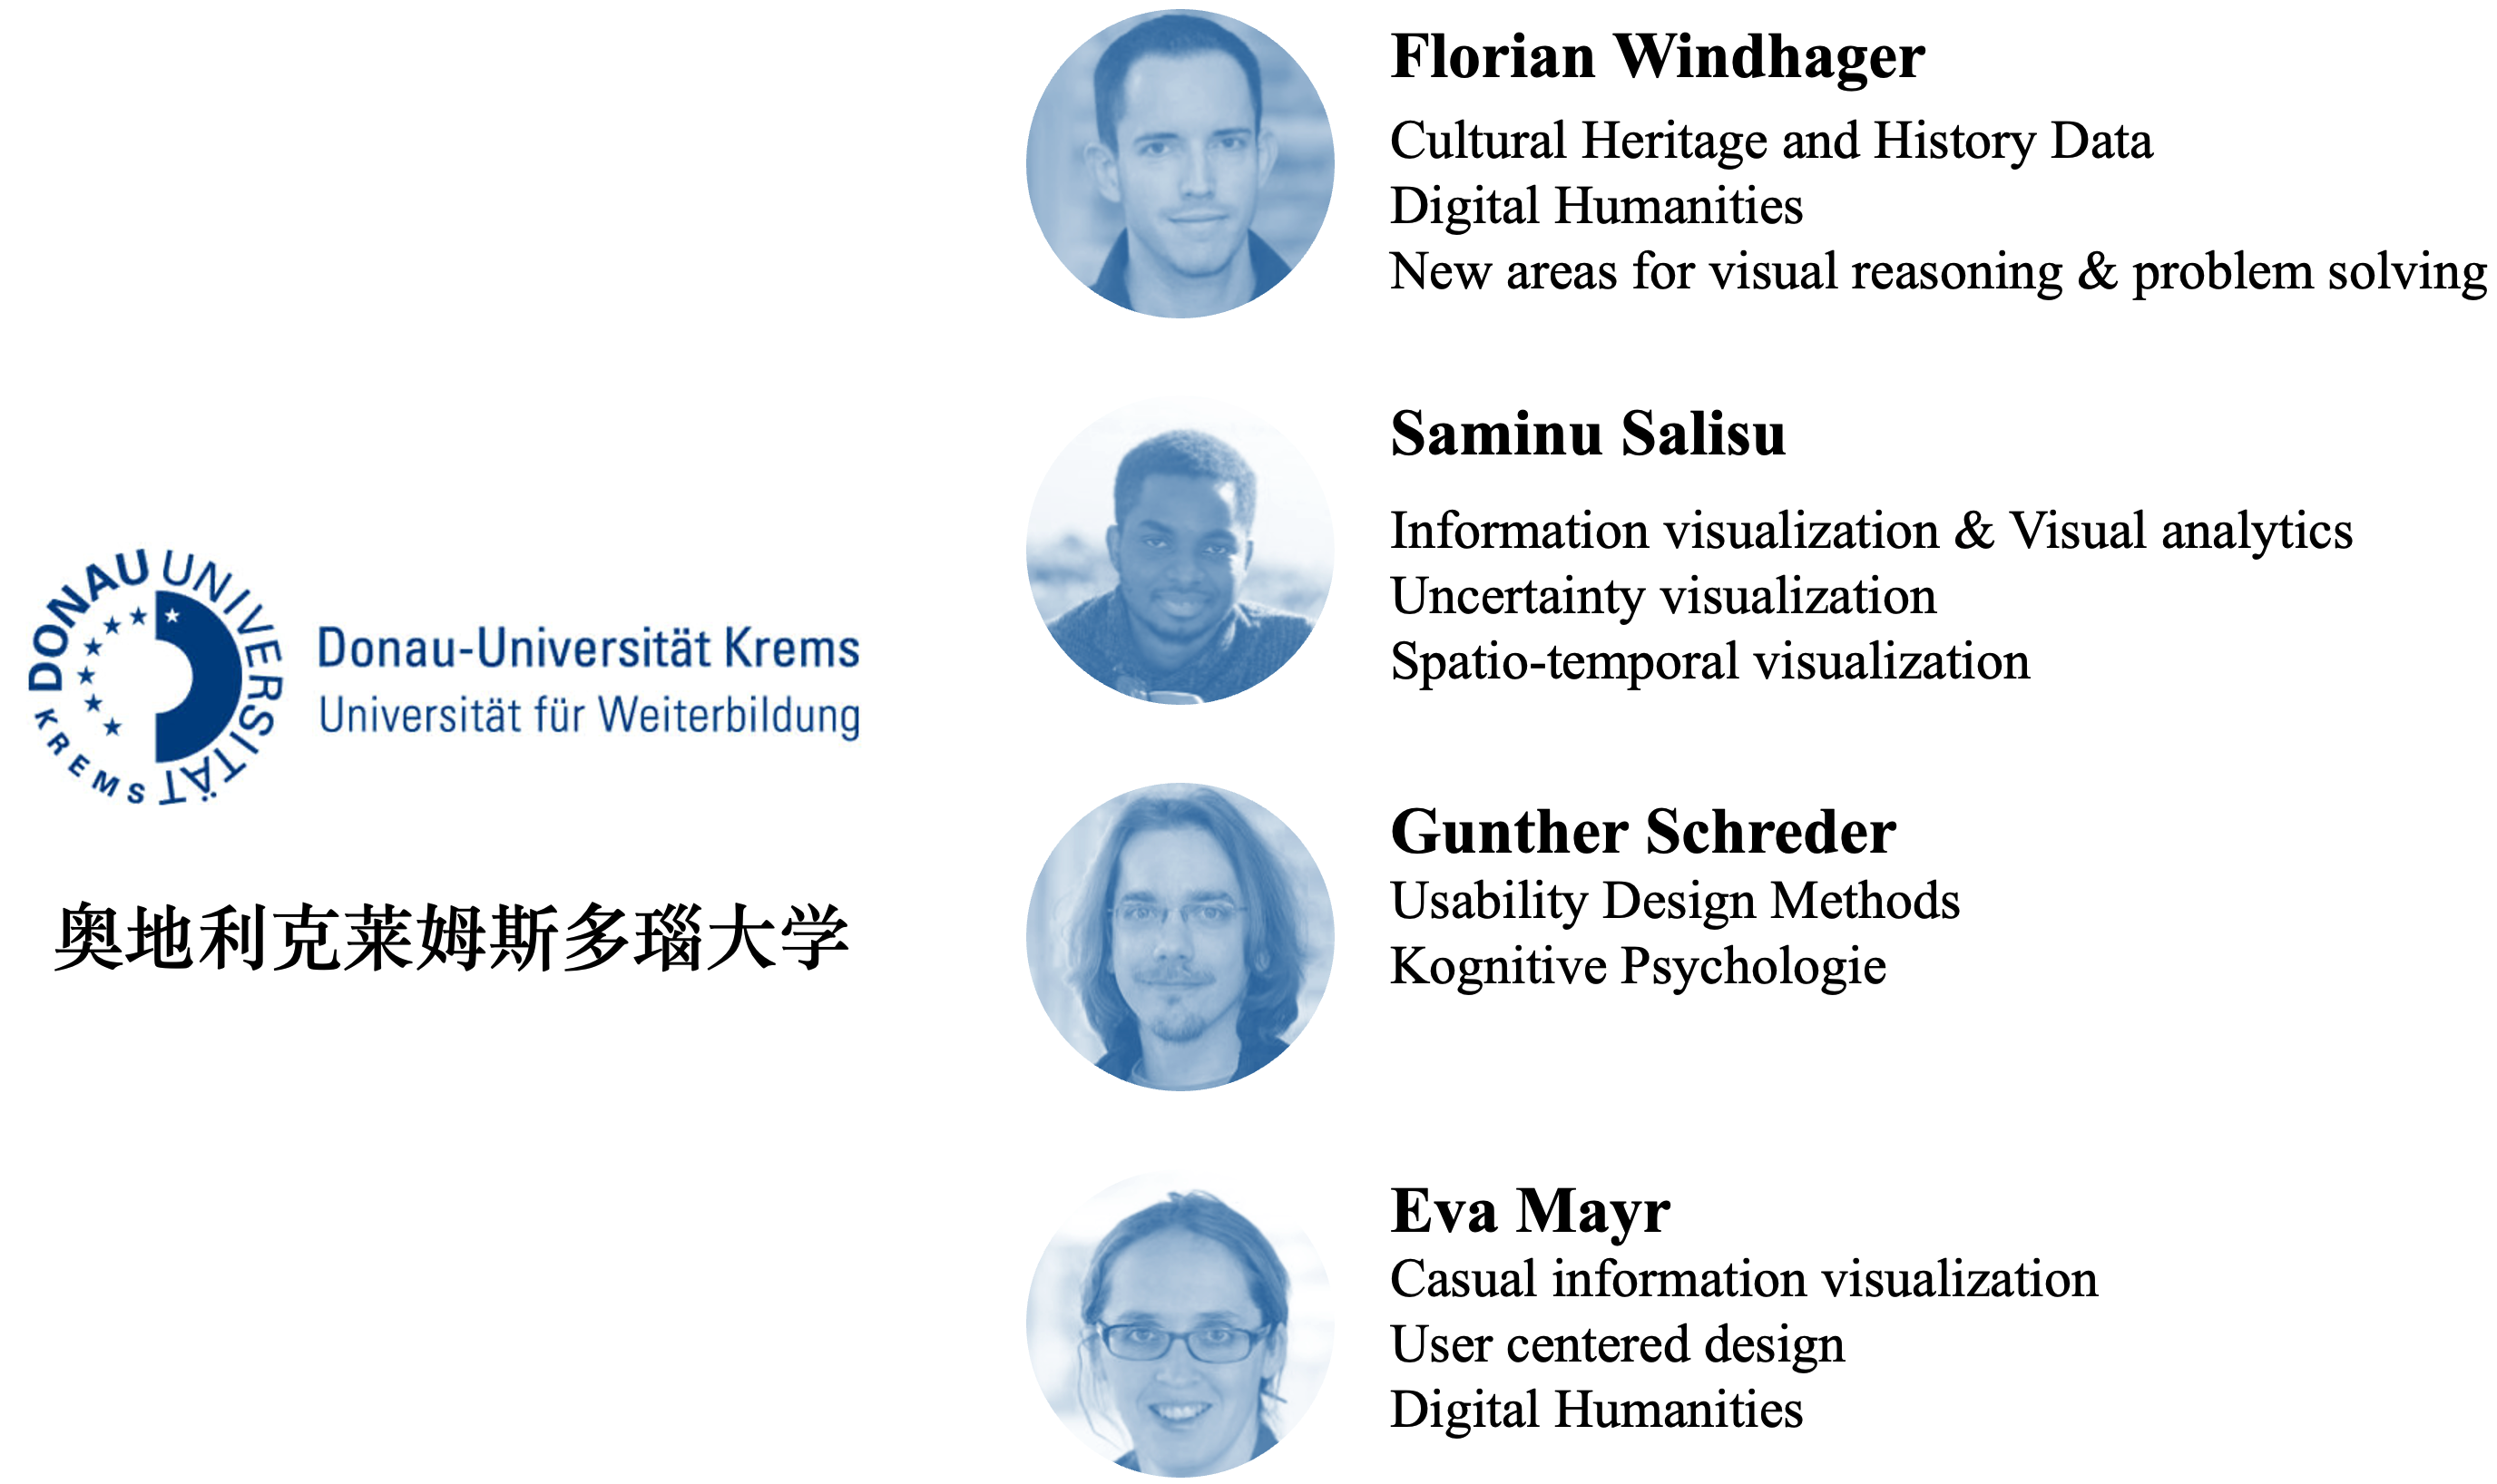 DONAU UNIVERSITÄT KREMS
Donau-Universität Krems
Universität für Weiterbildung
奥地利克莱姆斯多瑙大学
Florian Windhager
Cultural Heritage and History Data
Digital Humanities
New areas for visual reasoning & problem solving
Saminu Salisu
Information visualization & Visual analytics
Uncertainty visualization
Spatio-temporal visualization
Gunther Schreder
Usability Design Methods
Kognitive Psychologie
Eva Mayr
Casual information visualization
User centered design
Digital Humanities